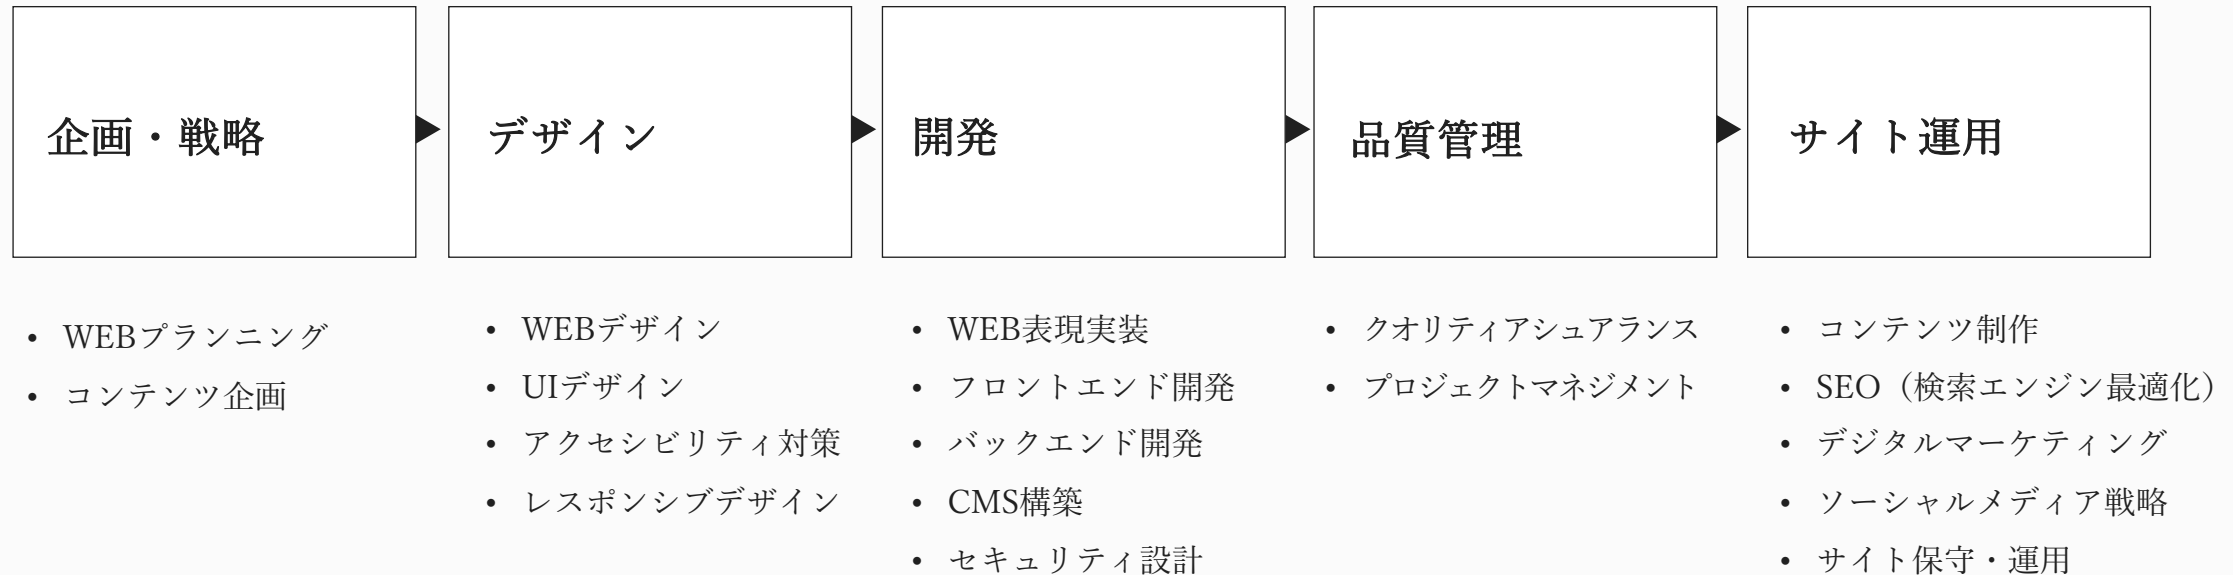 企画・戦略
• WEBプランニング
• コンテンツ企画
デザイン
• WEBデザイン
• UIデザイン
• アクセシビリティ対策
• レスポンシブデザイン
開発
• WEB表現実装
• フロントエンド開発
• バックエンド開発
• CMS構築
• セキュリティ設計
品質管理
• クオリティアシュアランス
• プロジェクトマネジメント
サイト運用
• コンテンツ制作
• SEO（検索エンジン最適化）
• デジタルマーケティング
• ソーシャルメディア戦略
• サイト保守・運用